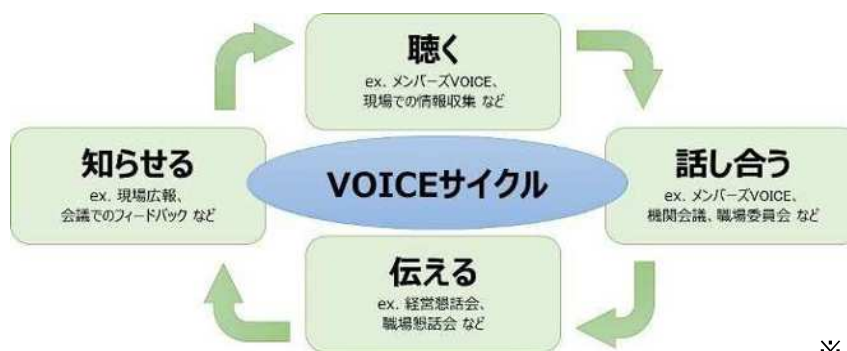 聴く
ex. メンバーズVOICE、
現場での情報収集 など
知らせる
ex. 現場広報、
会議でのフィードバック など
VOICEサイクル
話し合う
ex. メンバーズVOICE、
機関会議、職場委員会 など
伝える
ex. 経営懇話会、
職場懇話会 など
※